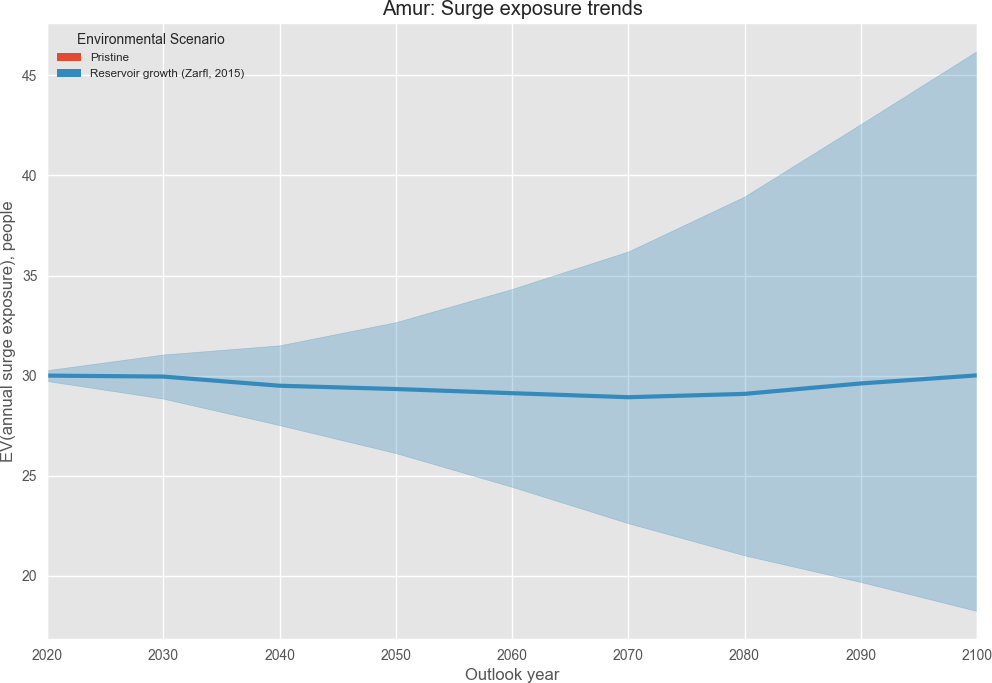 Amur: Surge exposure trends
Environmental Scenario
Pristine
Reservoir growth (Zarfl, 2015)
EV(annual surge exposure), people
45
40
35
30
25
20
2020 2030 2040 2050 2060 2070 2080 2090 2100
Outlook year